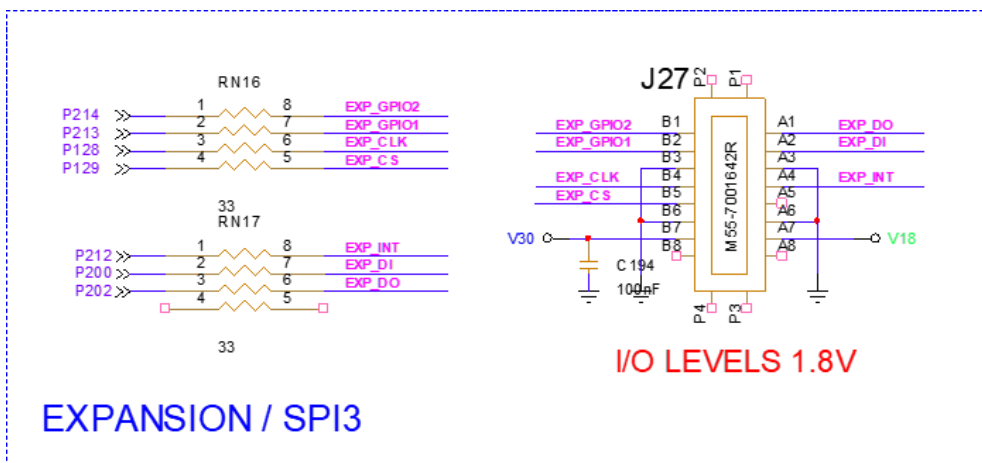 RN16
P214 1 8 EXP_GPIO2
P213 2 7 EXP_GPIO1
P128 3 6 EXP_CLK
P129 4 5 EXP_CS
33
RN17
P212 1 8 EXP_INT
P200 2 7 EXP_DI
P202 3 6 EXP_DO
4 5
33
J27 P2 P1
EXP_GPIO2 B1 A1 EXP_DO
EXP_GPIO1 B2 A2 EXP_DI
B3 A3
EXP_CLK B4 A4 EXP_INT
EXP_CS B5 A5
B6 A6
V30 B7 A7 V18
B8 A8
M55-7001642R
C194
100nF
P4 P3
I/O LEVELS 1.8V
EXPANSION / SPI3